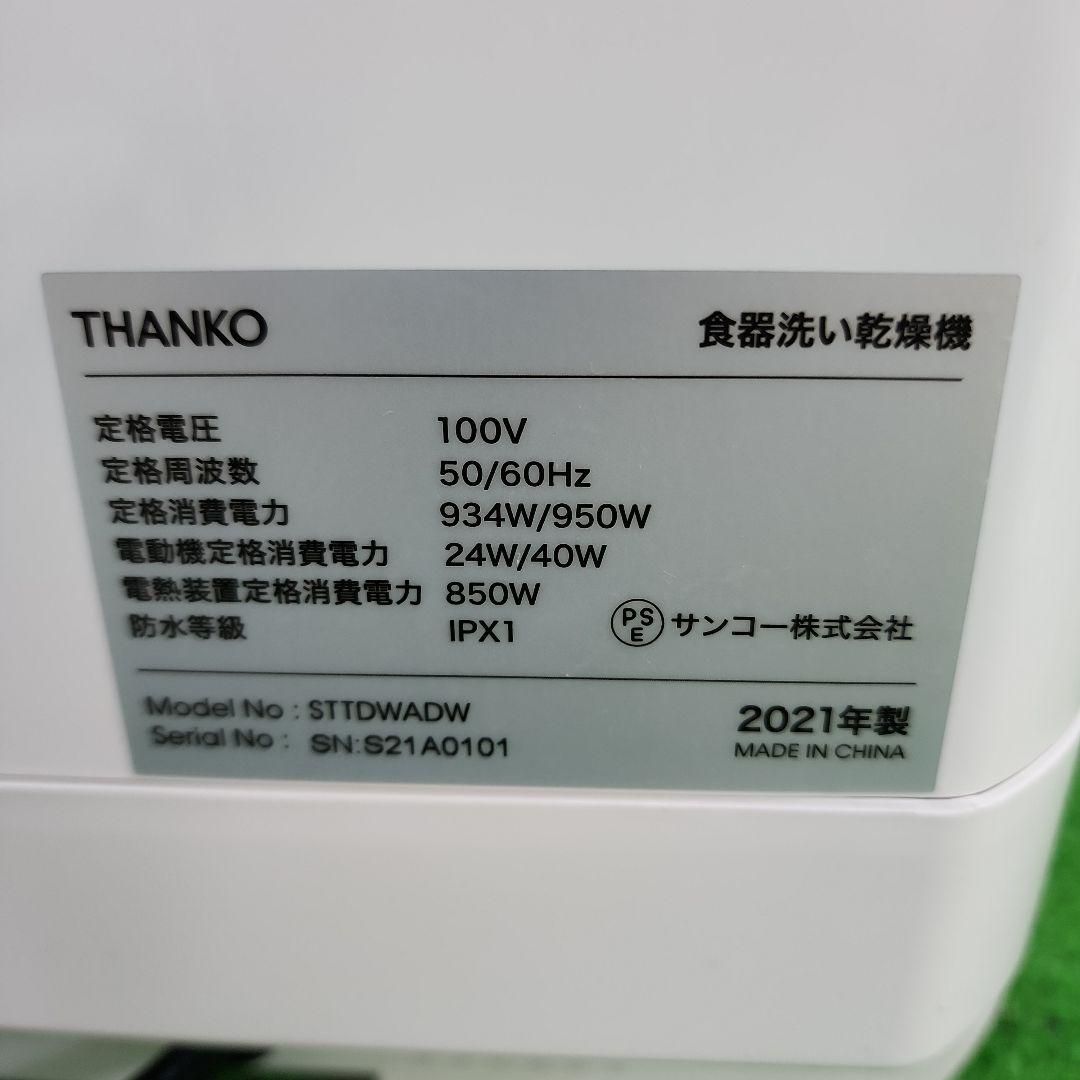 THANKO 食器洗い乾燥機
定格電圧 100V
定格周波数 50/60Hz
定格消費電力 934W/950W
電動機定格消費電力 24W/40W
電熱装置定格消費電力 850W
防水等級 IPX1 PSE サンコー株式会社
Model No : STTDWADW 2021年製
Serial No : SN:S21A0101 MADE IN CHINA